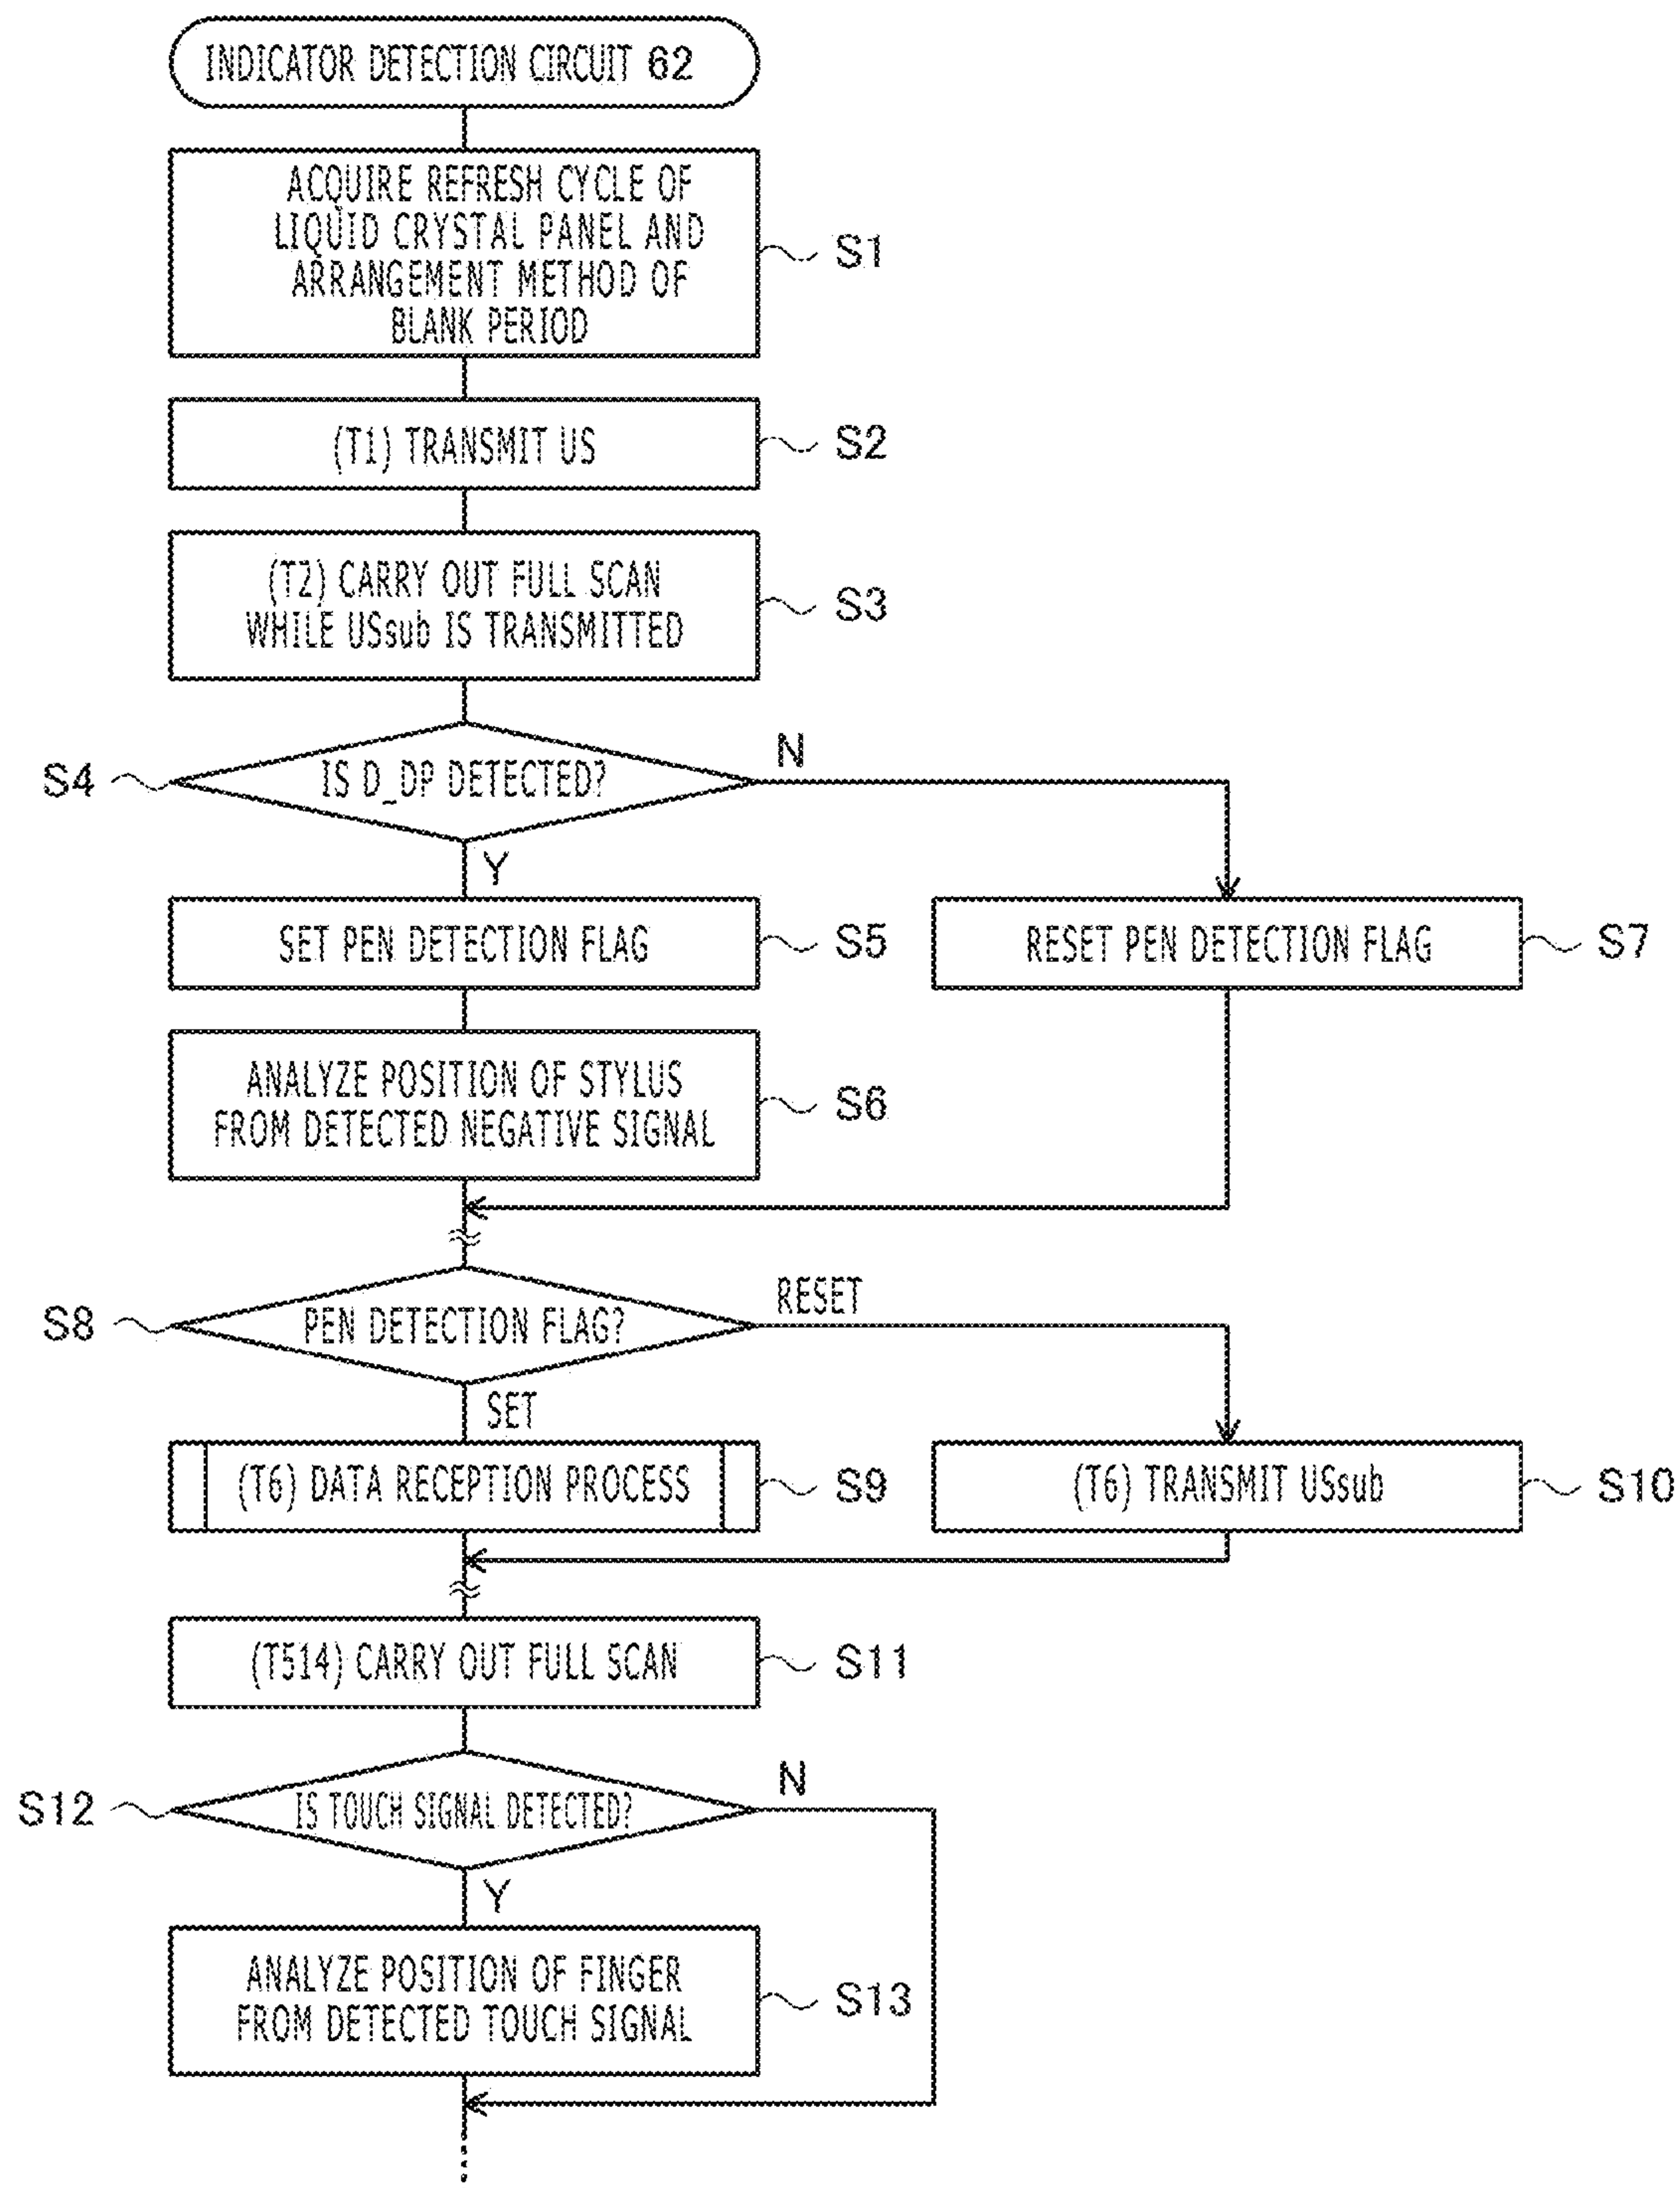 INDICATOR DETECTION CIRCUIT 62
ACQUIRE REFRESH CYCLE OF
LIQUID CRYSTAL PANEL AND
ARRANGEMENT METHOD OF
BLANK PERIOD
S1
(T1) TRANSMIT US
S2
(T2) CARRY OUT FULL SCAN
WHILE USsub IS TRANSMITTED
S3
S4
IS D_DP DETECTED?
N
Y
SET PEN DETECTION FLAG
S5
RESET PEN DETECTION FLAG
S7
ANALYZE POSITION OF STYLUS
FROM DETECTED NEGATIVE SIGNAL
S6
S8
PEN DETECTION FLAG?
RESET
SET
(T6) DATA RECEPTION PROCESS
S9
(T6) TRANSMIT USsub
S10
(T514) CARRY OUT FULL SCAN
S11
S12
IS TOUCH SIGNAL DETECTED?
N
Y
ANALYZE POSITION OF FINGER
FROM DETECTED TOUCH SIGNAL
S13